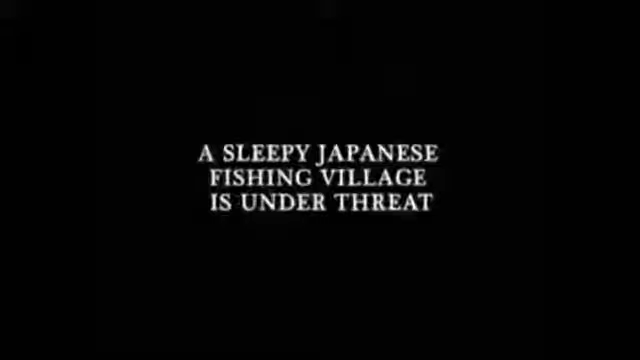 A SLEEPY JAPANESE
FISHING VILLAGE
IS UNDER THREAT